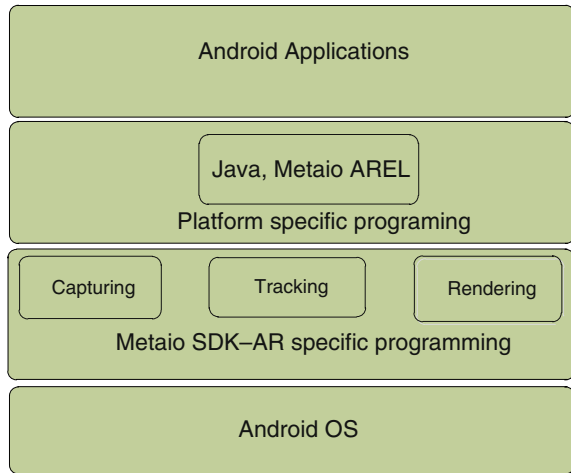 Android Applications
Java, Metaio AREL
Platform specific programing
Capturing
Tracking
Rendering
Metaio SDK–AR specific programming
Android OS